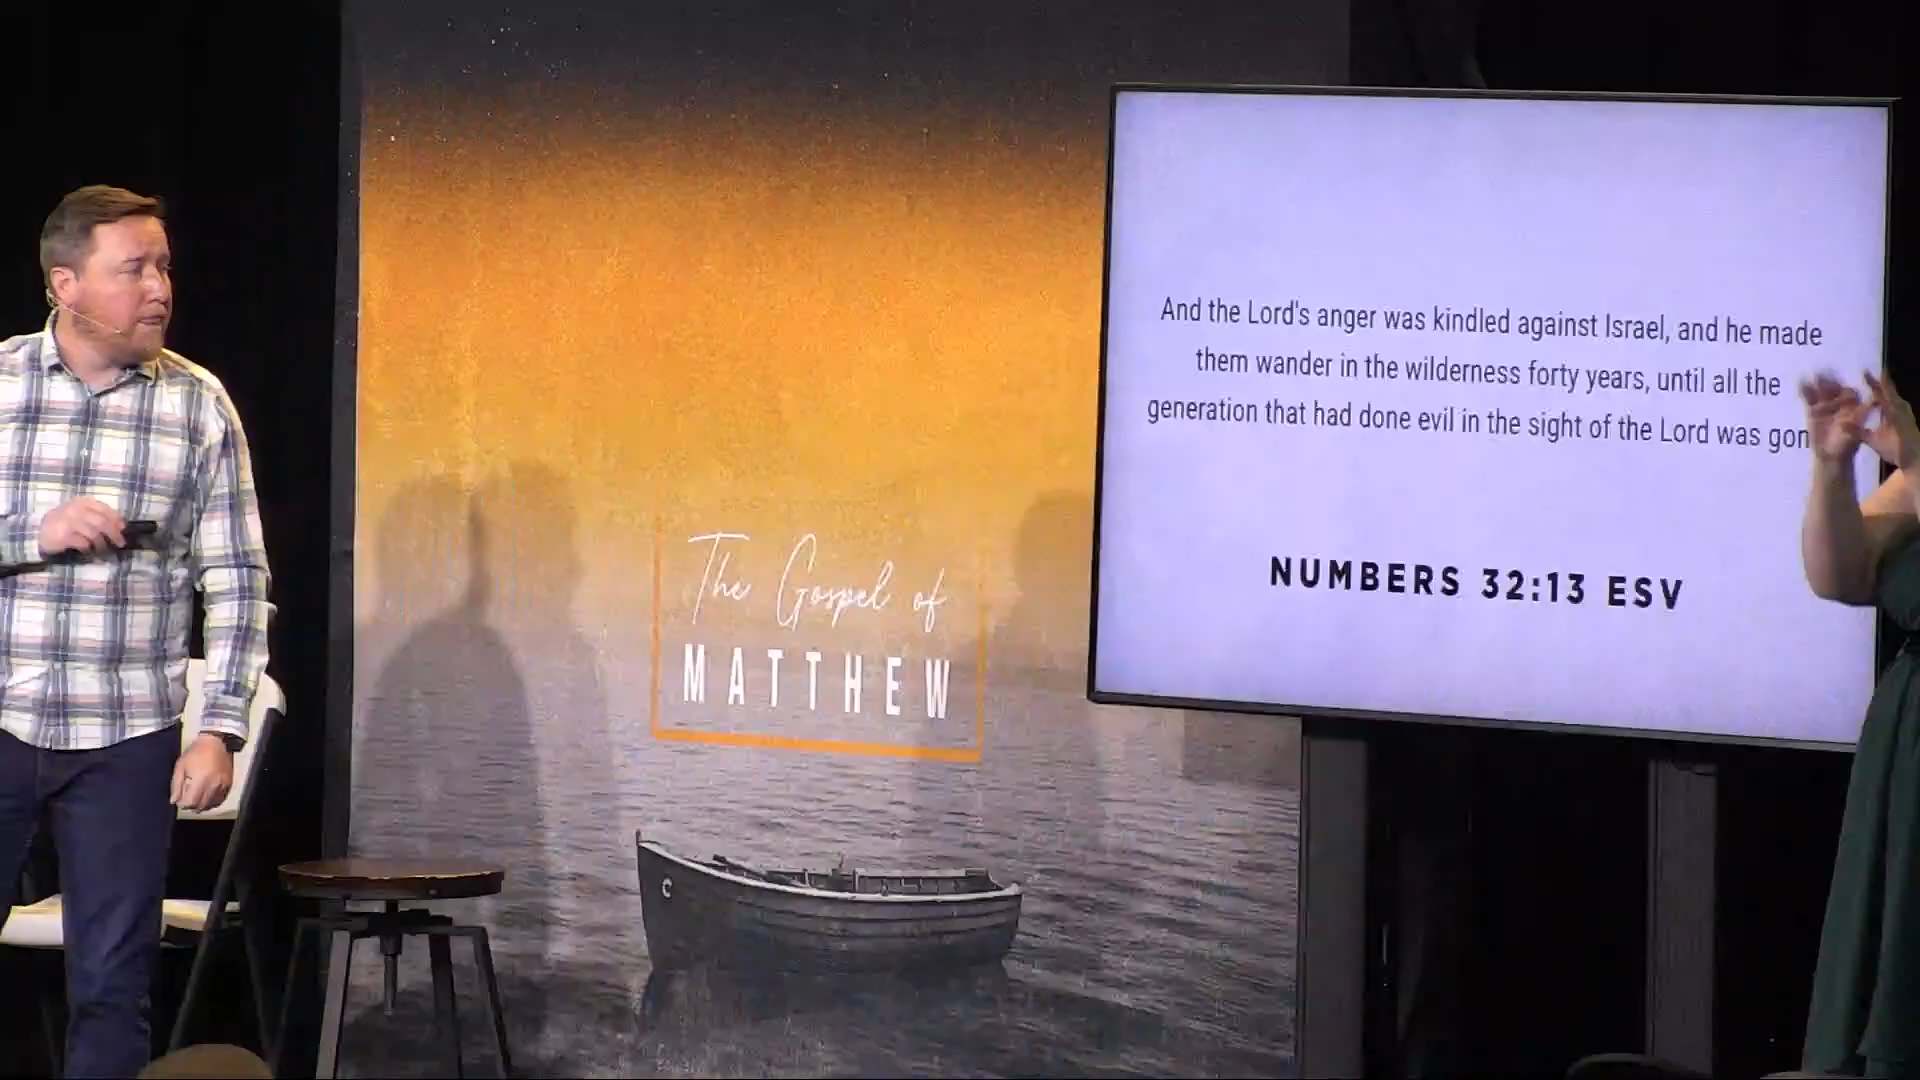 The Gospel of
MATTHEW
C
And the Lord's anger was kindled against Israel, and he made
them wander in the wilderness forty years, until all the
generation that had done evil in the sight of the Lord was gon
NUMBERS 32:13 ESV